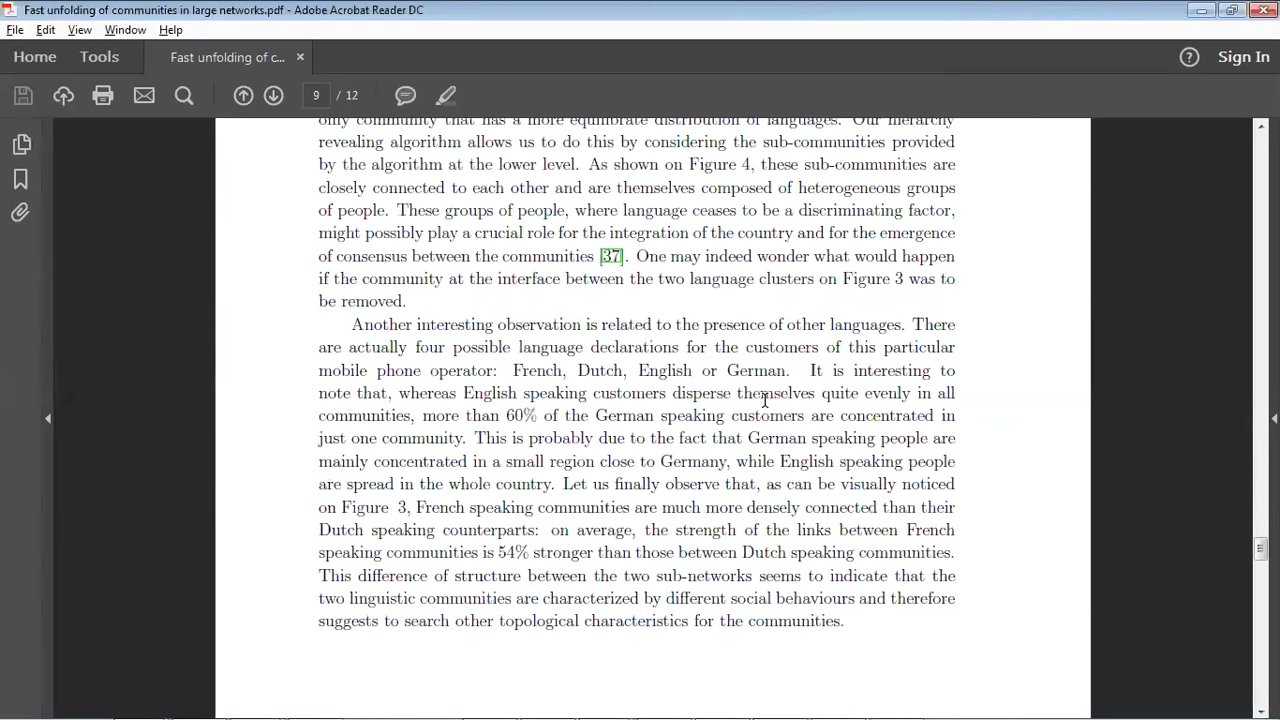 Fast unfolding of communities in large networks.pdf - Adobe Acrobat Reader DC
File Edit View Window Help
Home Tools Fast unfolding of c... × ? Sign In
9 / 12
only community that has a more equilibrate distribution of languages. Our hierarchy
revealing algorithm allows us to do this by considering the sub-communities provided
by the algorithm at the lower level. As shown on Figure 4, these sub-communities are
closely connected to each other and are themselves composed of heterogeneous groups
of people. These groups of people, where language ceases to be a discriminating factor,
might possibly play a crucial role for the integration of the country and for the emergence
of consensus between the communities [37]. One may indeed wonder what would happen
if the community at the interface between the two language clusters on Figure 3 was to
be removed.
Another interesting observation is related to the presence of other languages. There
are actually four possible language declarations for the customers of this particular
mobile phone operator: French, Dutch, English or German. It is interesting to
note that, whereas English speaking customers disperse themselves quite evenly in all
communities, more than 60% of the German speaking customers are concentrated in
just one community. This is probably due to the fact that German speaking people are
mainly concentrated in a small region close to Germany, while English speaking people
are spread in the whole country. Let us finally observe that, as can be visually noticed
on Figure 3, French speaking communities are much more densely connected than their
Dutch speaking counterparts: on average, the strength of the links between French
speaking communities is 54% stronger than those between Dutch speaking communities.
This difference of structure between the two sub-networks seems to indicate that the
two linguistic communities are characterized by different social behaviours and therefore
suggests to search other topological characteristics for the communities.